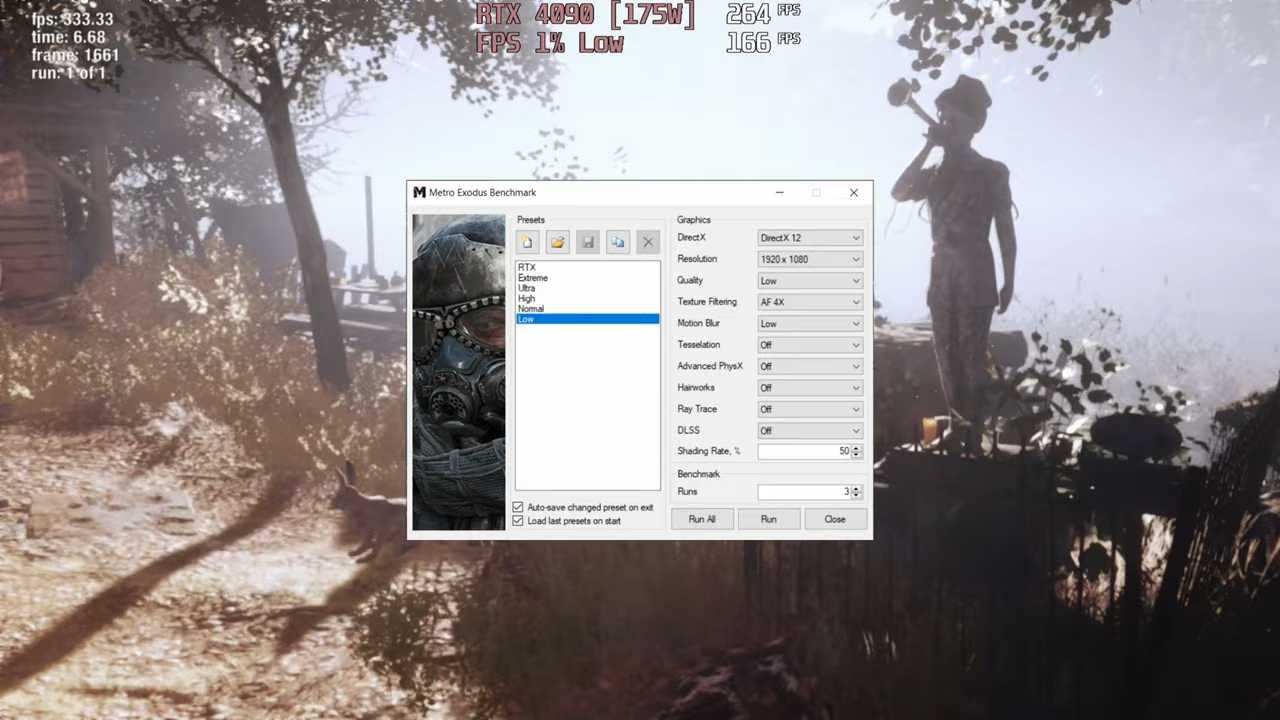 fps: 333.33
time: 6.68
frame: 1661
run: 1 of 1
RTX 4090 [175W] 264 FPS
FPS 1% Low 166 FPS
Metro Exodus Benchmark
Presets
RTX
Extreme
Ultra
High
Normal
Low
Auto-save changed preset on exit
Load last presets on start
Graphics
DirectX DirectX 12
Resolution 1920 x 1080
Quality Low
Texture Filtering AF 4X
Motion Blur Low
Tesselation Off
Advanced PhysX Off
Hairworks Off
Ray Trace Off
DLSS Off
Shading Rate, % 50
Benchmark
Runs 3
Run All Run Close